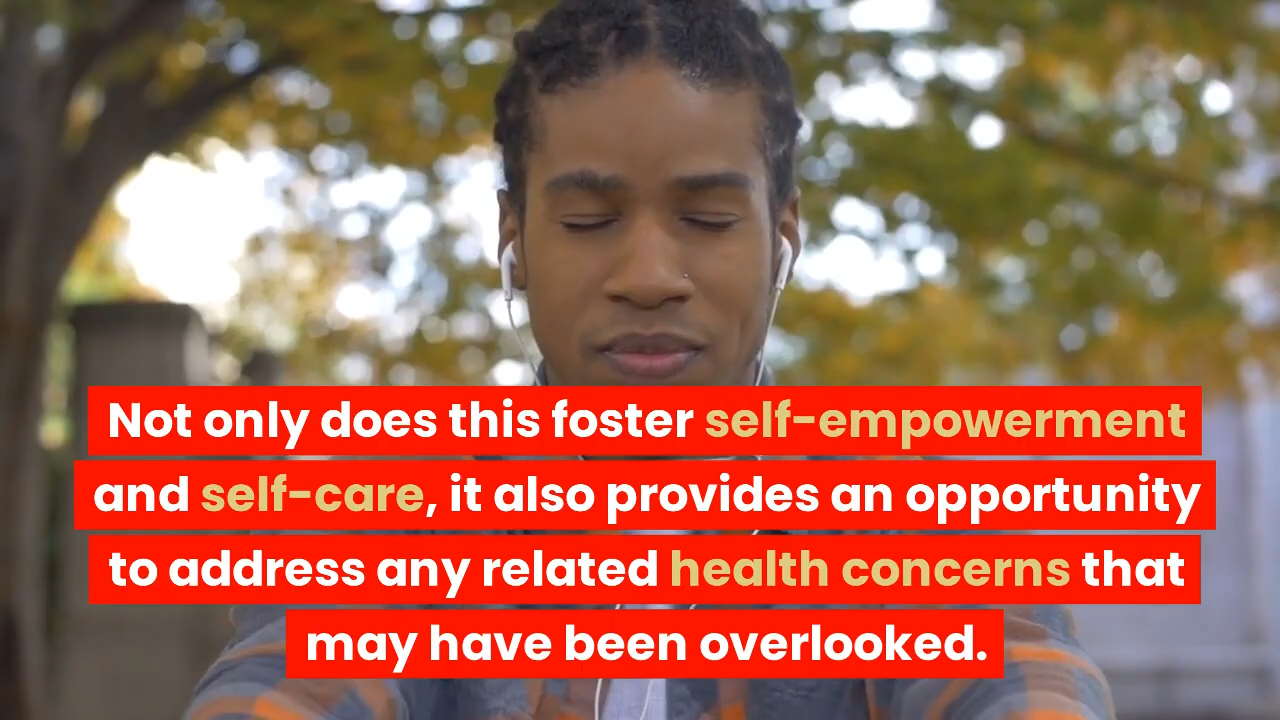 Not only does this foster self-empowerment
and self-care, it also provides an opportunity
to address any related health concerns that
may have been overlooked.